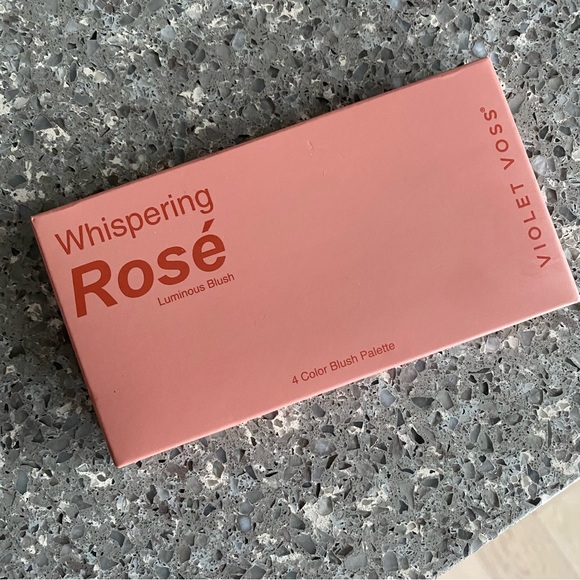 Whispering
Rosé
Luminous Blush
4 Color Blush Palette
VIOLET VOSS®